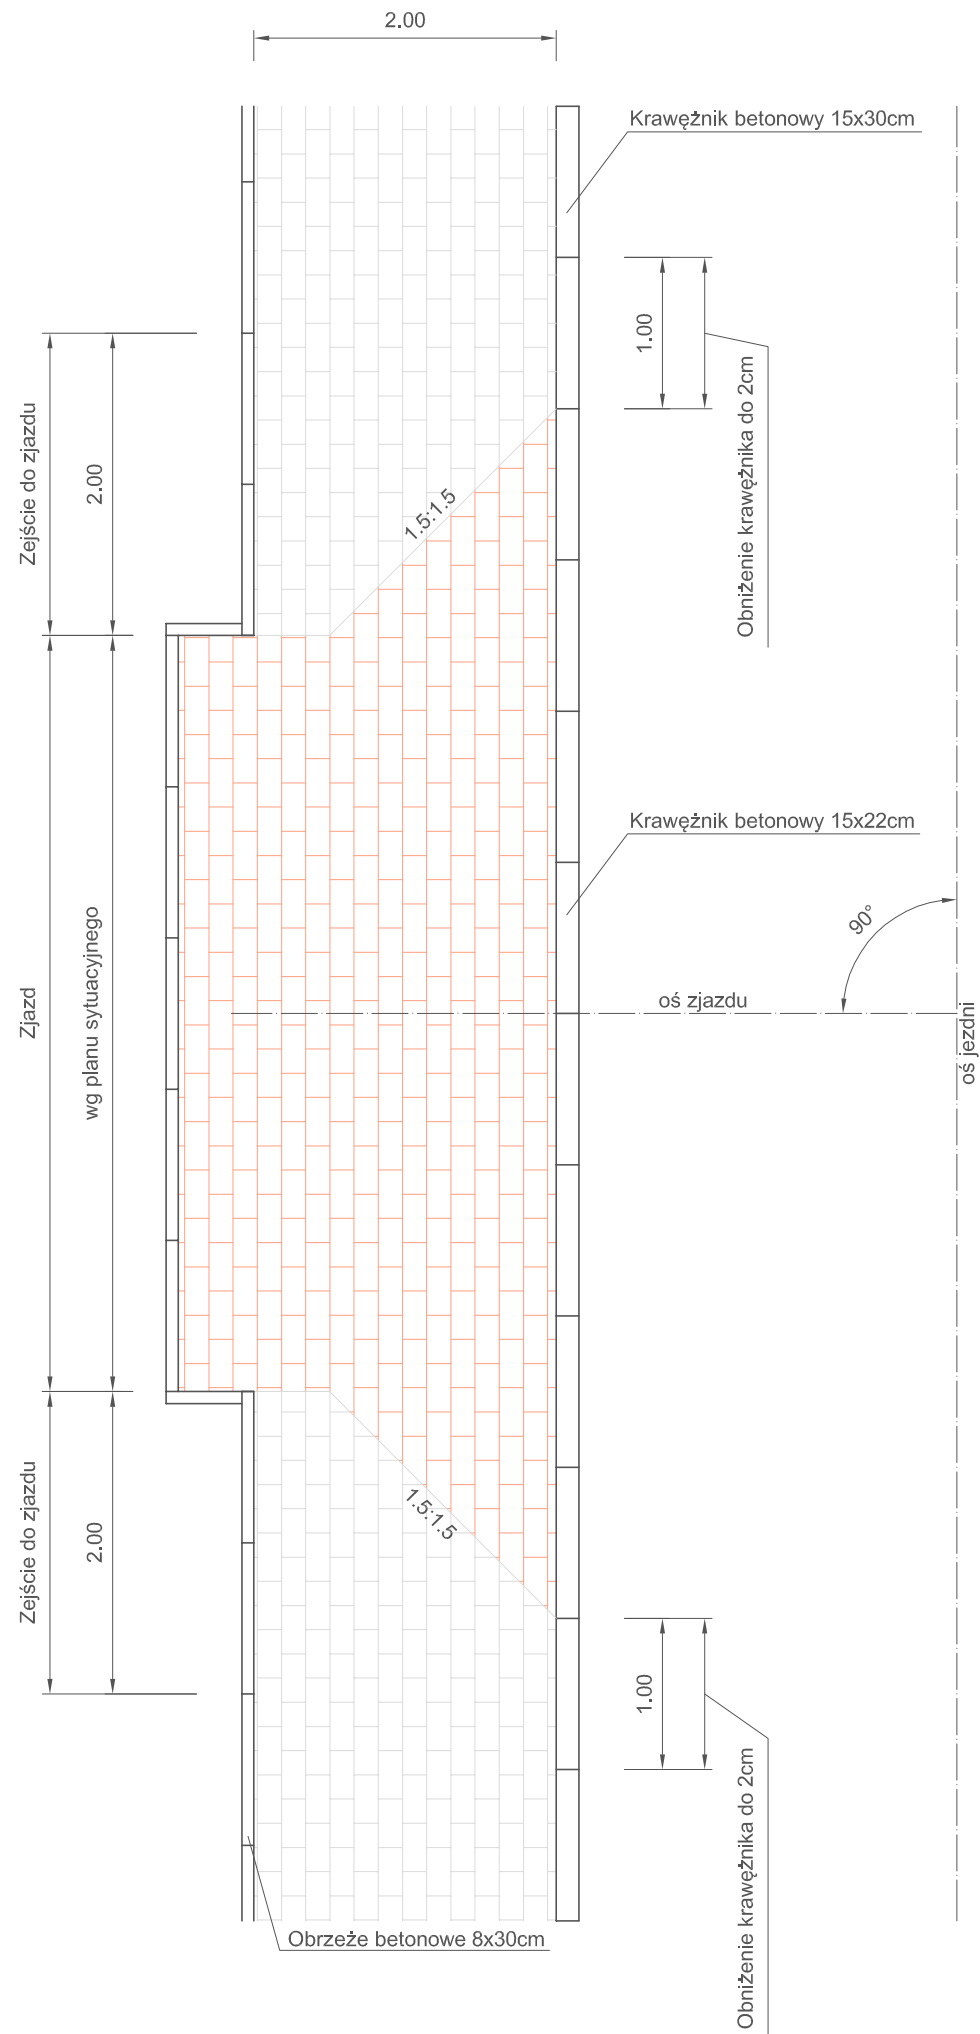 2.00
Krawężnik betonowy 15x30cm
1.00
Obniżenie krawężnika do 2cm
Zejście do zjazdu
2.00
1.5:1.5
Krawężnik betonowy 15x22cm
90°
Zjazd
wg planu sytuacyjnego
oś zjazdu
oś jezdni
Zejście do zjazdu
2.00
1.5:1.5
1.00
Obniżenie krawężnika do 2cm
Obrzeże betonowe 8x30cm